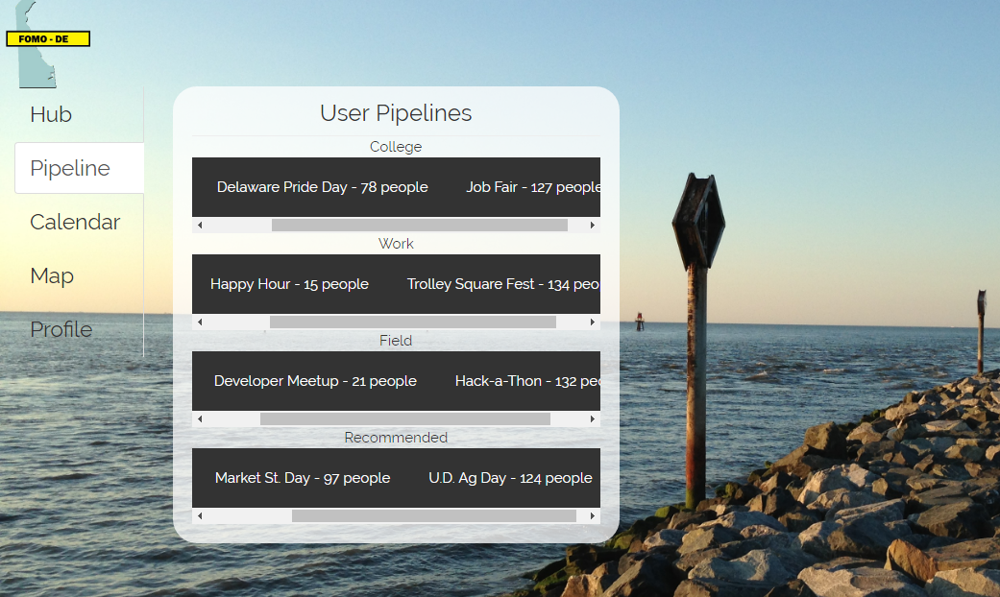 FOMO - DE
Hub
Pipeline
Calendar
Map
Profile
User Pipelines
College
Delaware Pride Day - 78 people Job Fair - 127 people
Work
Happy Hour - 15 people Trolley Square Fest - 134 peo
Field
Developer Meetup - 21 people Hack-a-Thon - 132 peo
Recommended
Market St. Day - 97 people U.D. Ag Day - 124 people